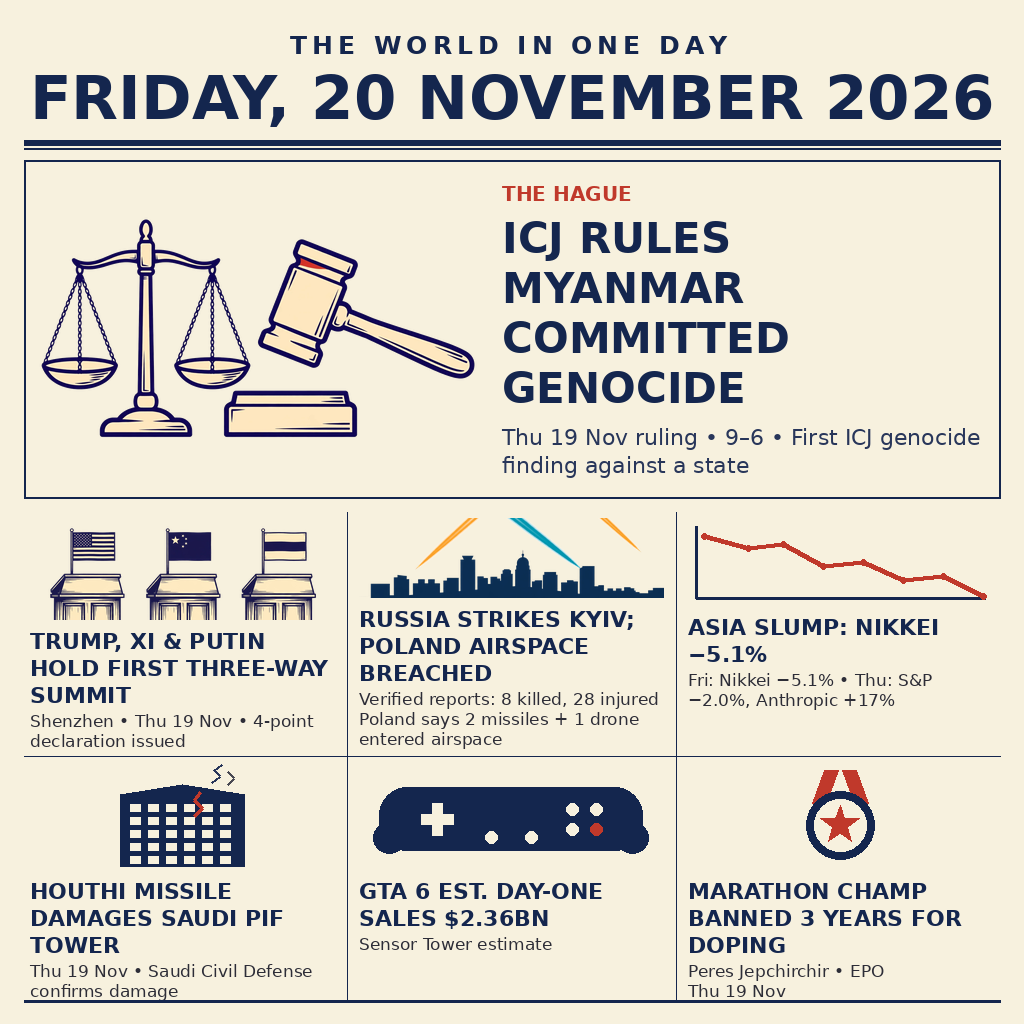 THE WORLD IN ONE DAY
FRIDAY, 20 NOVEMBER 2026
THE HAGUE
ICJ RULES
MYANMAR
COMMITTED
GENOCIDE
Thu 19 Nov ruling • 9–6 • First ICJ genocide
finding against a state
TRUMP, XI & PUTIN
HOLD FIRST THREE-WAY
SUMMIT
Shenzhen • Thu 19 Nov • 4-point
declaration issued
RUSSIA STRIKES KYIV;
POLAND AIRSPACE
BREACHED
Verified reports: 8 killed, 28 injured
Poland says 2 missiles + 1 drone
entered airspace
ASIA SLUMP: NIKKEI
−5.1%
Fri: Nikkei −5.1% • Thu: S&P
−2.0%, Anthropic +17%
HOUTHI MISSILE
DAMAGES SAUDI PIF
TOWER
Thu 19 Nov • Saudi Civil Defense
confirms damage
GTA 6 EST. DAY-ONE
SALES $2.36BN
Sensor Tower estimate
MARATHON CHAMP
BANNED 3 YEARS FOR
DOPING
Peres Jepchirchir • EPO
Thu 19 Nov